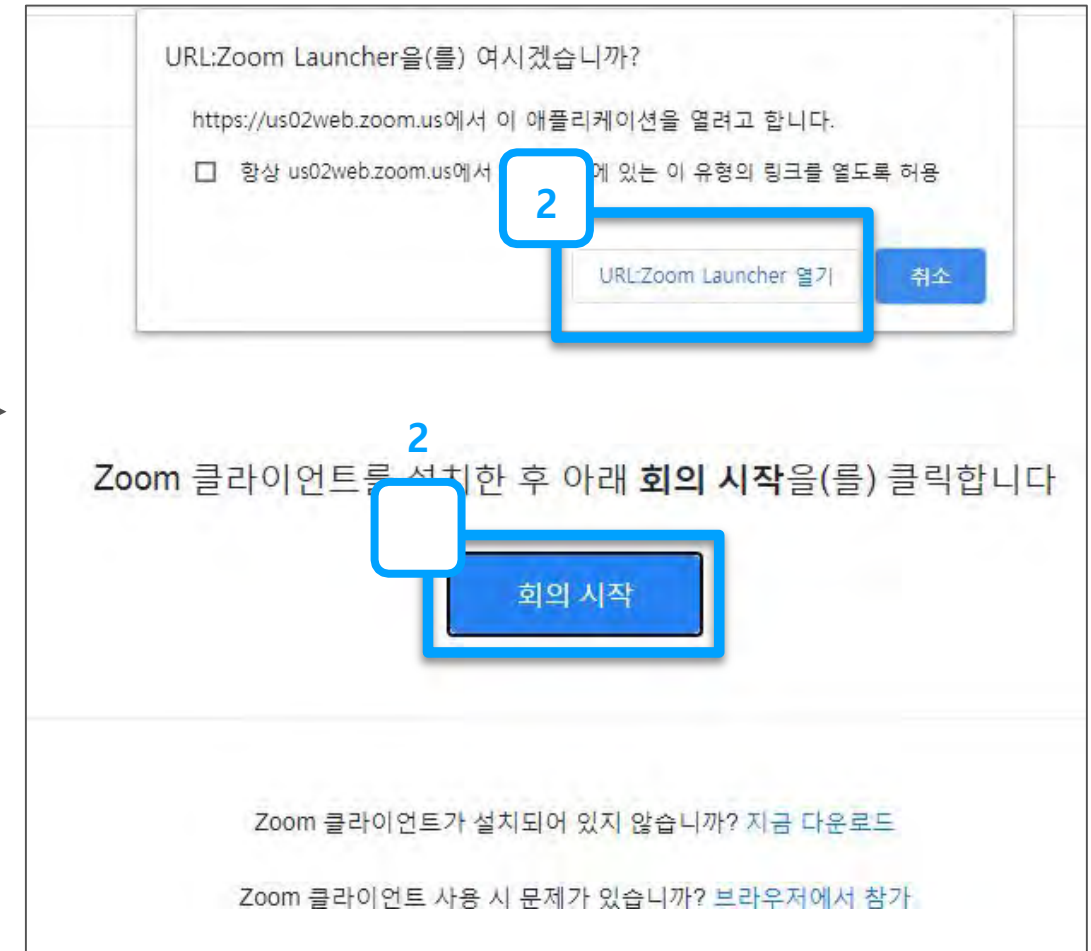 URL:Zoom Launcher을(를) 여시겠습니까?
https://us02web.zoom.us에서 이 애플리케이션을 열려고 합니다.
항상 us02web.zoom.us에서 에 있는 이 유형의 링크를 열도록 허용
2
URL:Zoom Launcher 열기
취소
2
Zoom 클라이언트를 설치한 후 아래 회의 시작을(를) 클릭합니다
회의 시작
Zoom 클라이언트가 설치되어 있지 않습니까? 지금 다운로드
Zoom 클라이언트 사용 시 문제가 있습니까? 브라우저에서 참가